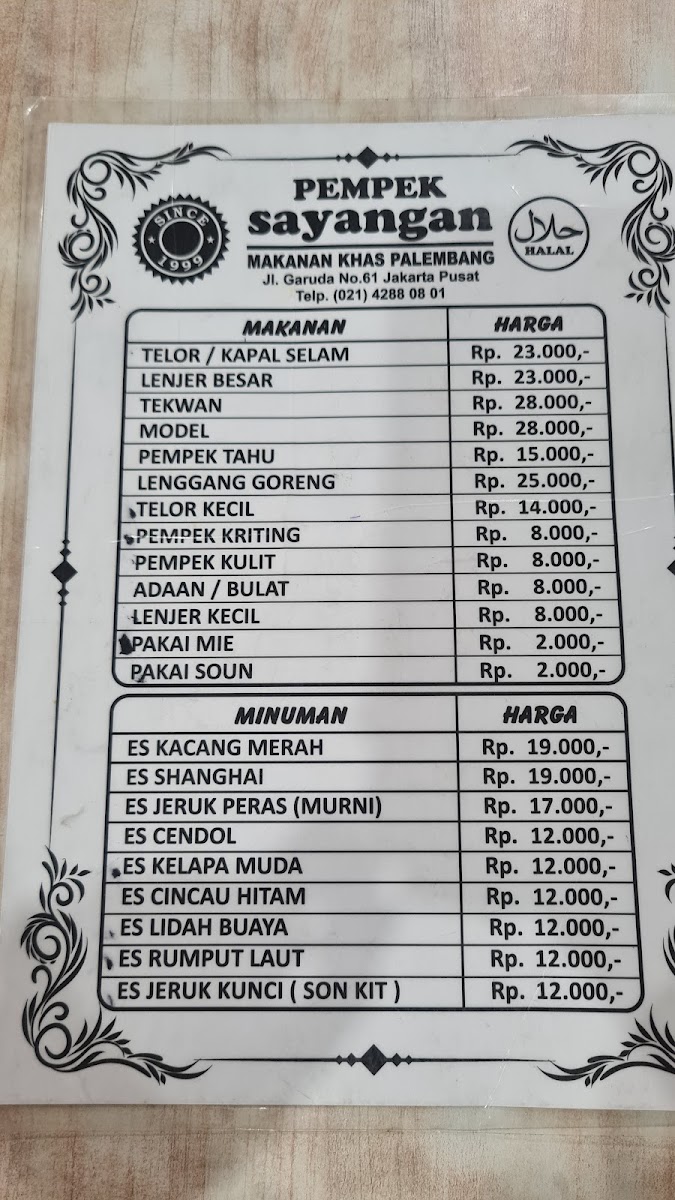 SINCE
1999
PEMPEK
sayangan
حلال
HALAL
MAKANAN KHAS PALEMBANG
Jl. Garuda No.61 Jakarta Pusat
Telp. (021) 4288 08 01
MAKANAN HARGA
TELOR / KAPAL SELAM Rp. 23.000,-
LENJER BESAR Rp. 23.000,-
TEKWAN Rp. 28.000,-
MODEL Rp. 28.000,-
PEMPEK TAHU Rp. 15.000,-
LENGGANG GORENG Rp. 25.000,-
TELOR KECIL Rp. 14.000,-
PEMPEK KRITING Rp. 8.000,-
PEMPEK KULIT Rp. 8.000,-
ADAAN / BULAT Rp. 8.000,-
LENJER KECIL Rp. 8.000,-
PAKAI MIE Rp. 2.000,-
PAKAI SOUN Rp. 2.000,-
MINUMAN HARGA
ES KACANG MERAH Rp. 19.000,-
ES SHANGHAI Rp. 19.000,-
ES JERUK PERAS (MURNI) Rp. 17.000,-
ES CENDOL Rp. 12.000,-
ES KELAPA MUDA Rp. 12.000,-
ES CINCAU HITAM Rp. 12.000,-
ES LIDAH BUAYA Rp. 12.000,-
ES RUMPUT LAUT Rp. 12.000,-
ES JERUK KUNCI ( SON KIT ) Rp. 12.000,-